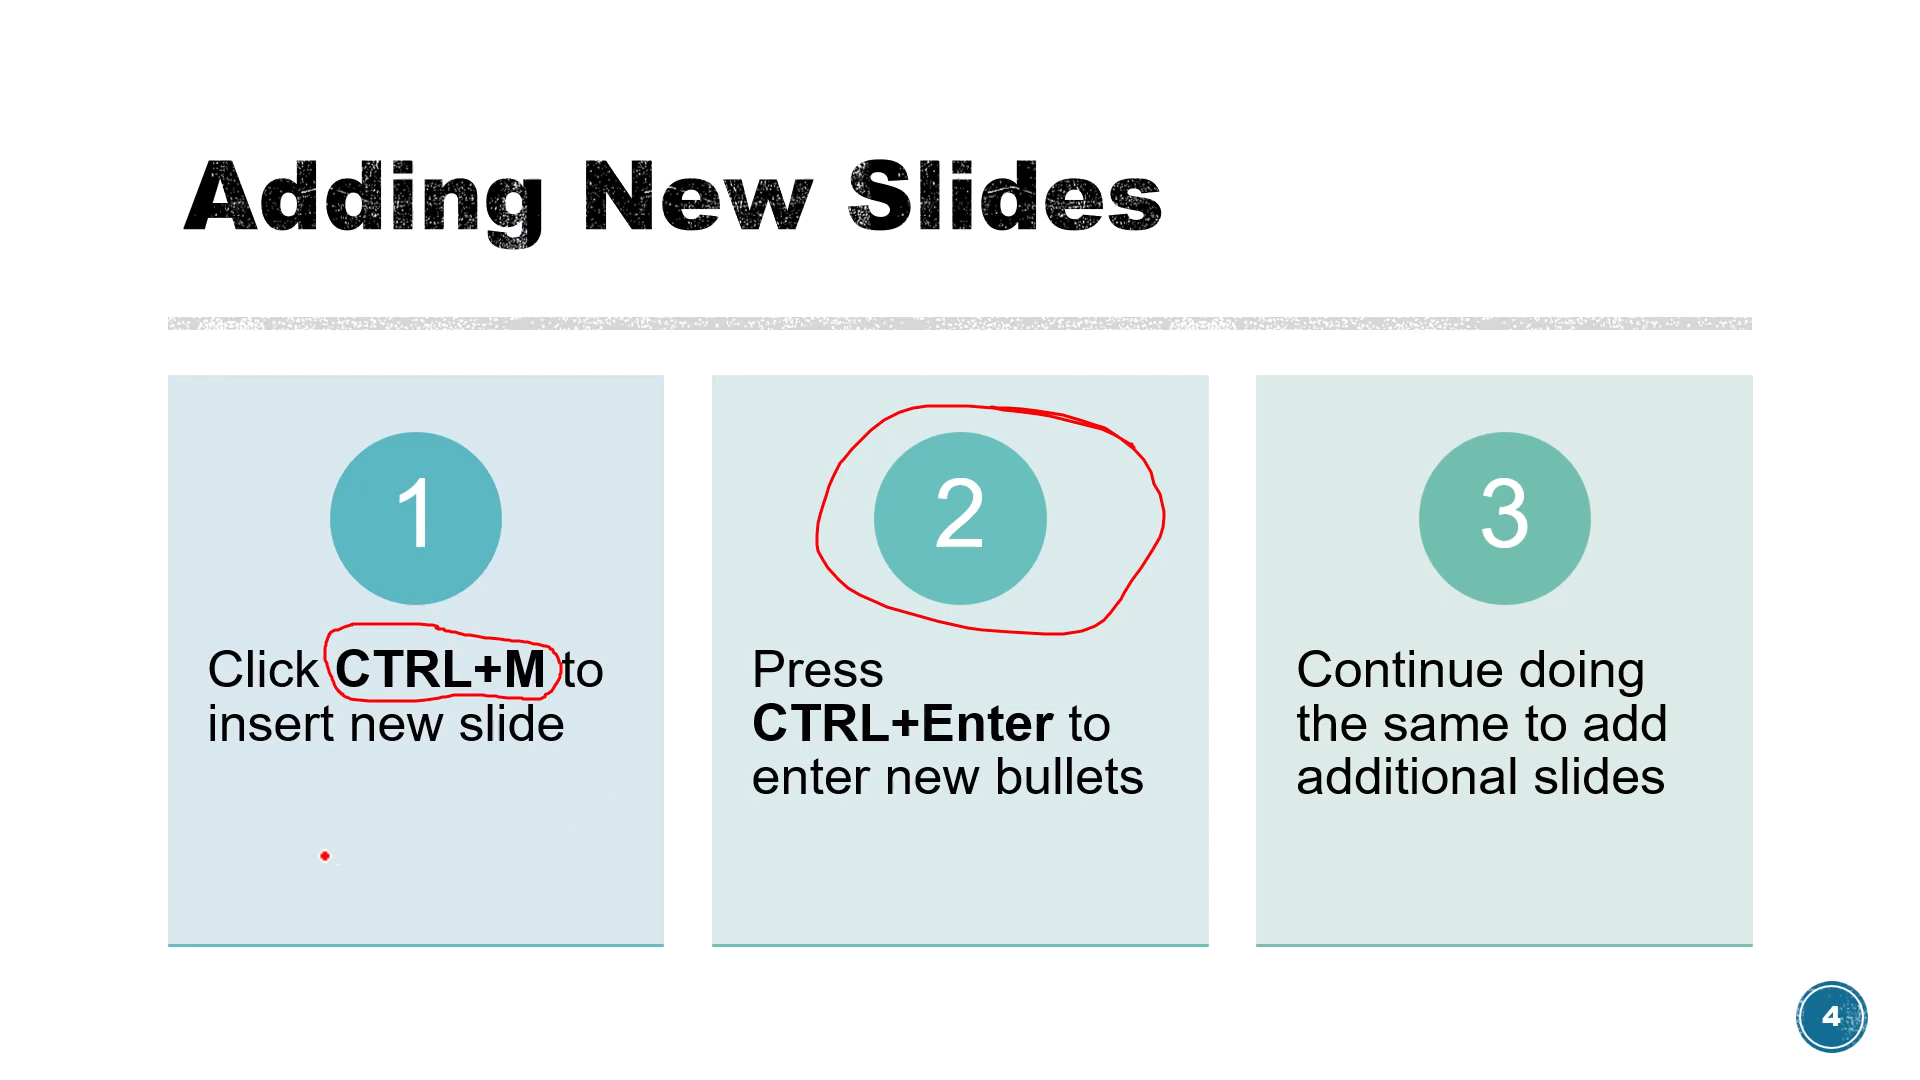 Adding New Slides
1
Click CTRL+M to
insert new slide
2
Press
CTRL+Enter to
enter new bullets
3
Continue doing
the same to add
additional slides
4